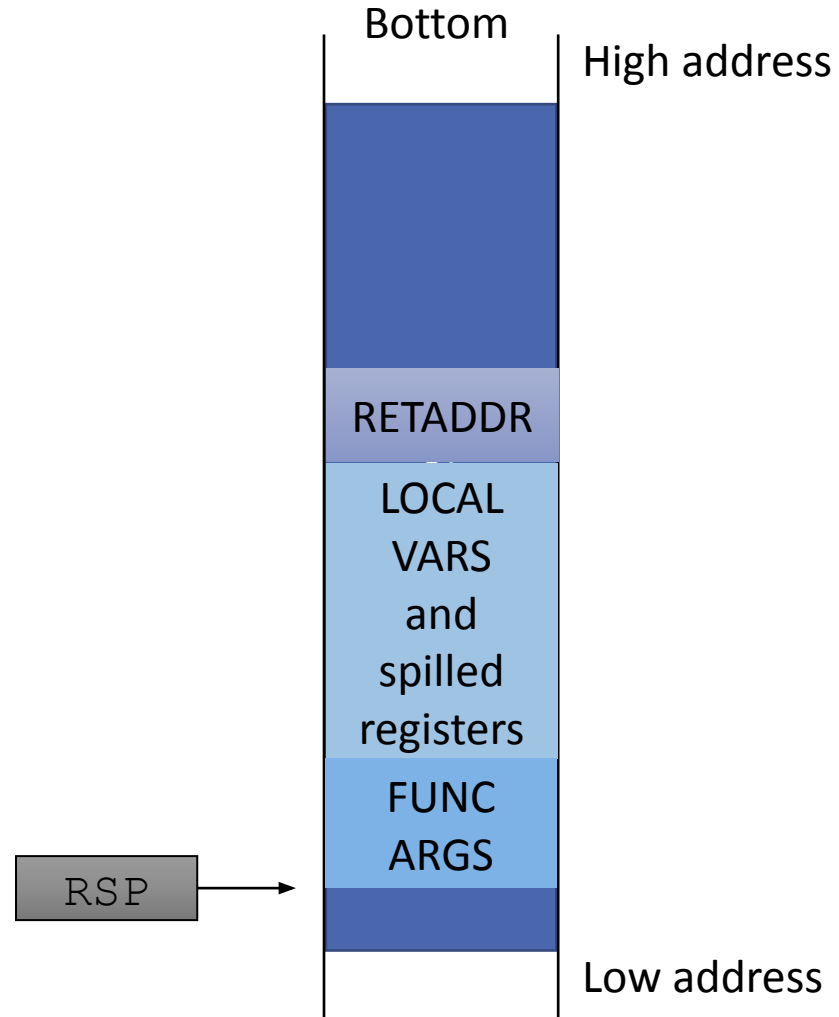 Bottom
High address
RETADDR
LOCAL
VARS
and
spilled
registers
FUNC
ARGS
RSP
Low address